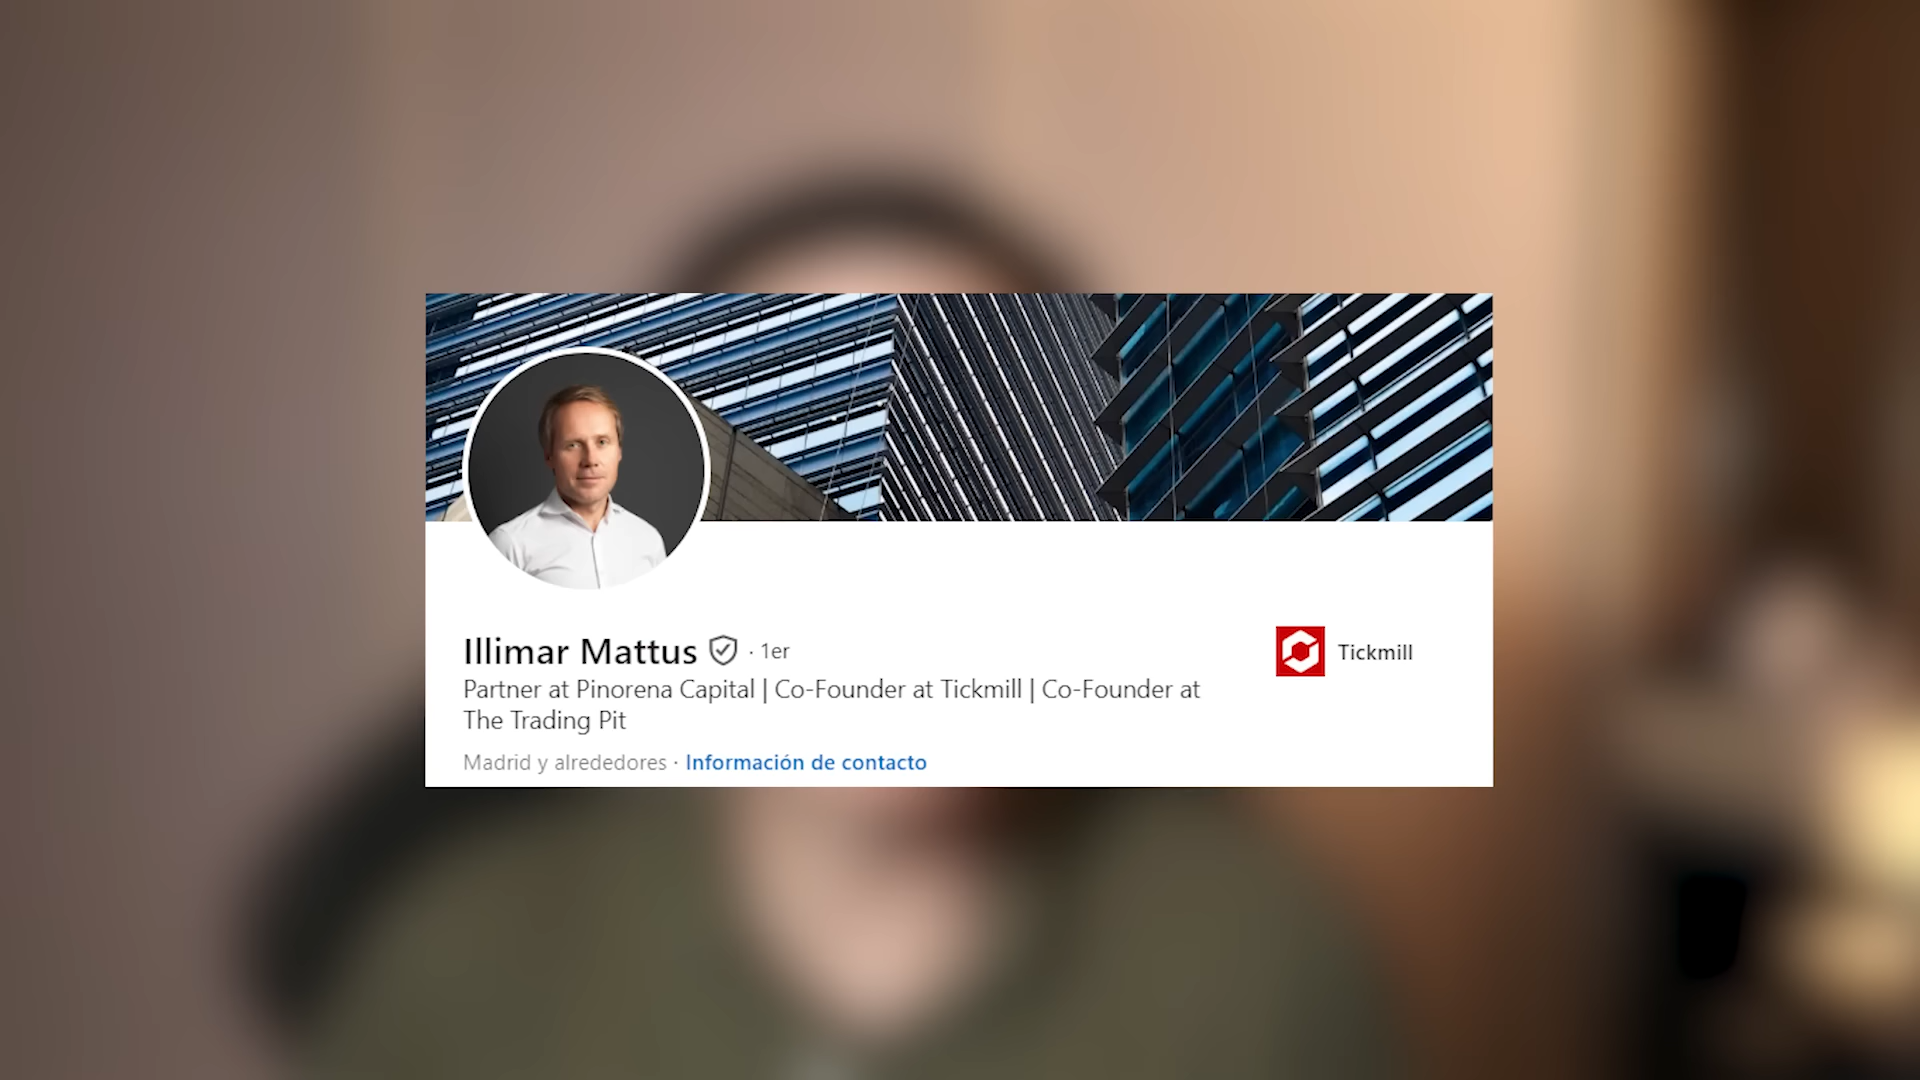 Illimar Mattus · 1er
Tickmill
Partner at Pinorena Capital | Co-Founder at Tickmill | Co-Founder at
The Trading Pit
Madrid y alrededores · Información de contacto